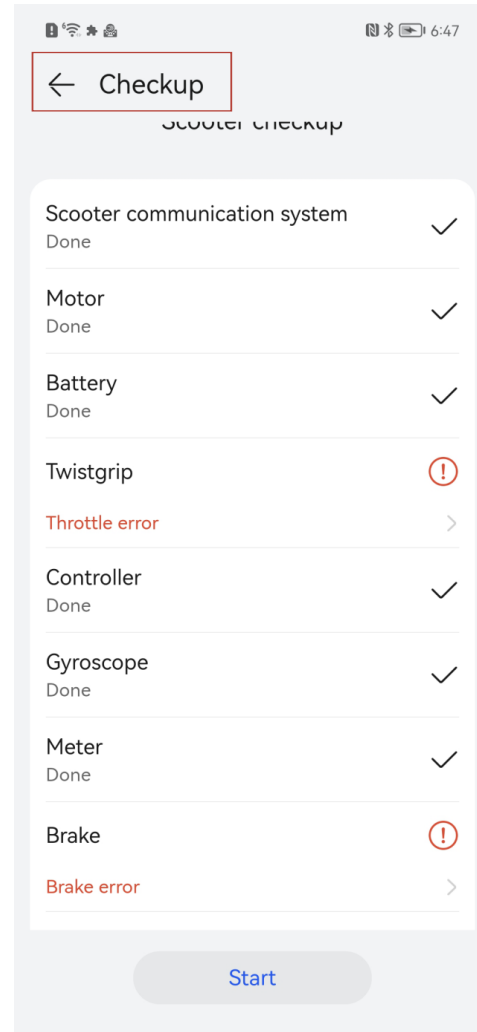 6:47
Checkup
Scooter checkup
Scooter communication system
Done
Motor
Done
Battery
Done
Twistgrip
Throttle error
Controller
Done
Gyroscope
Done
Meter
Done
Brake
Brake error
Start